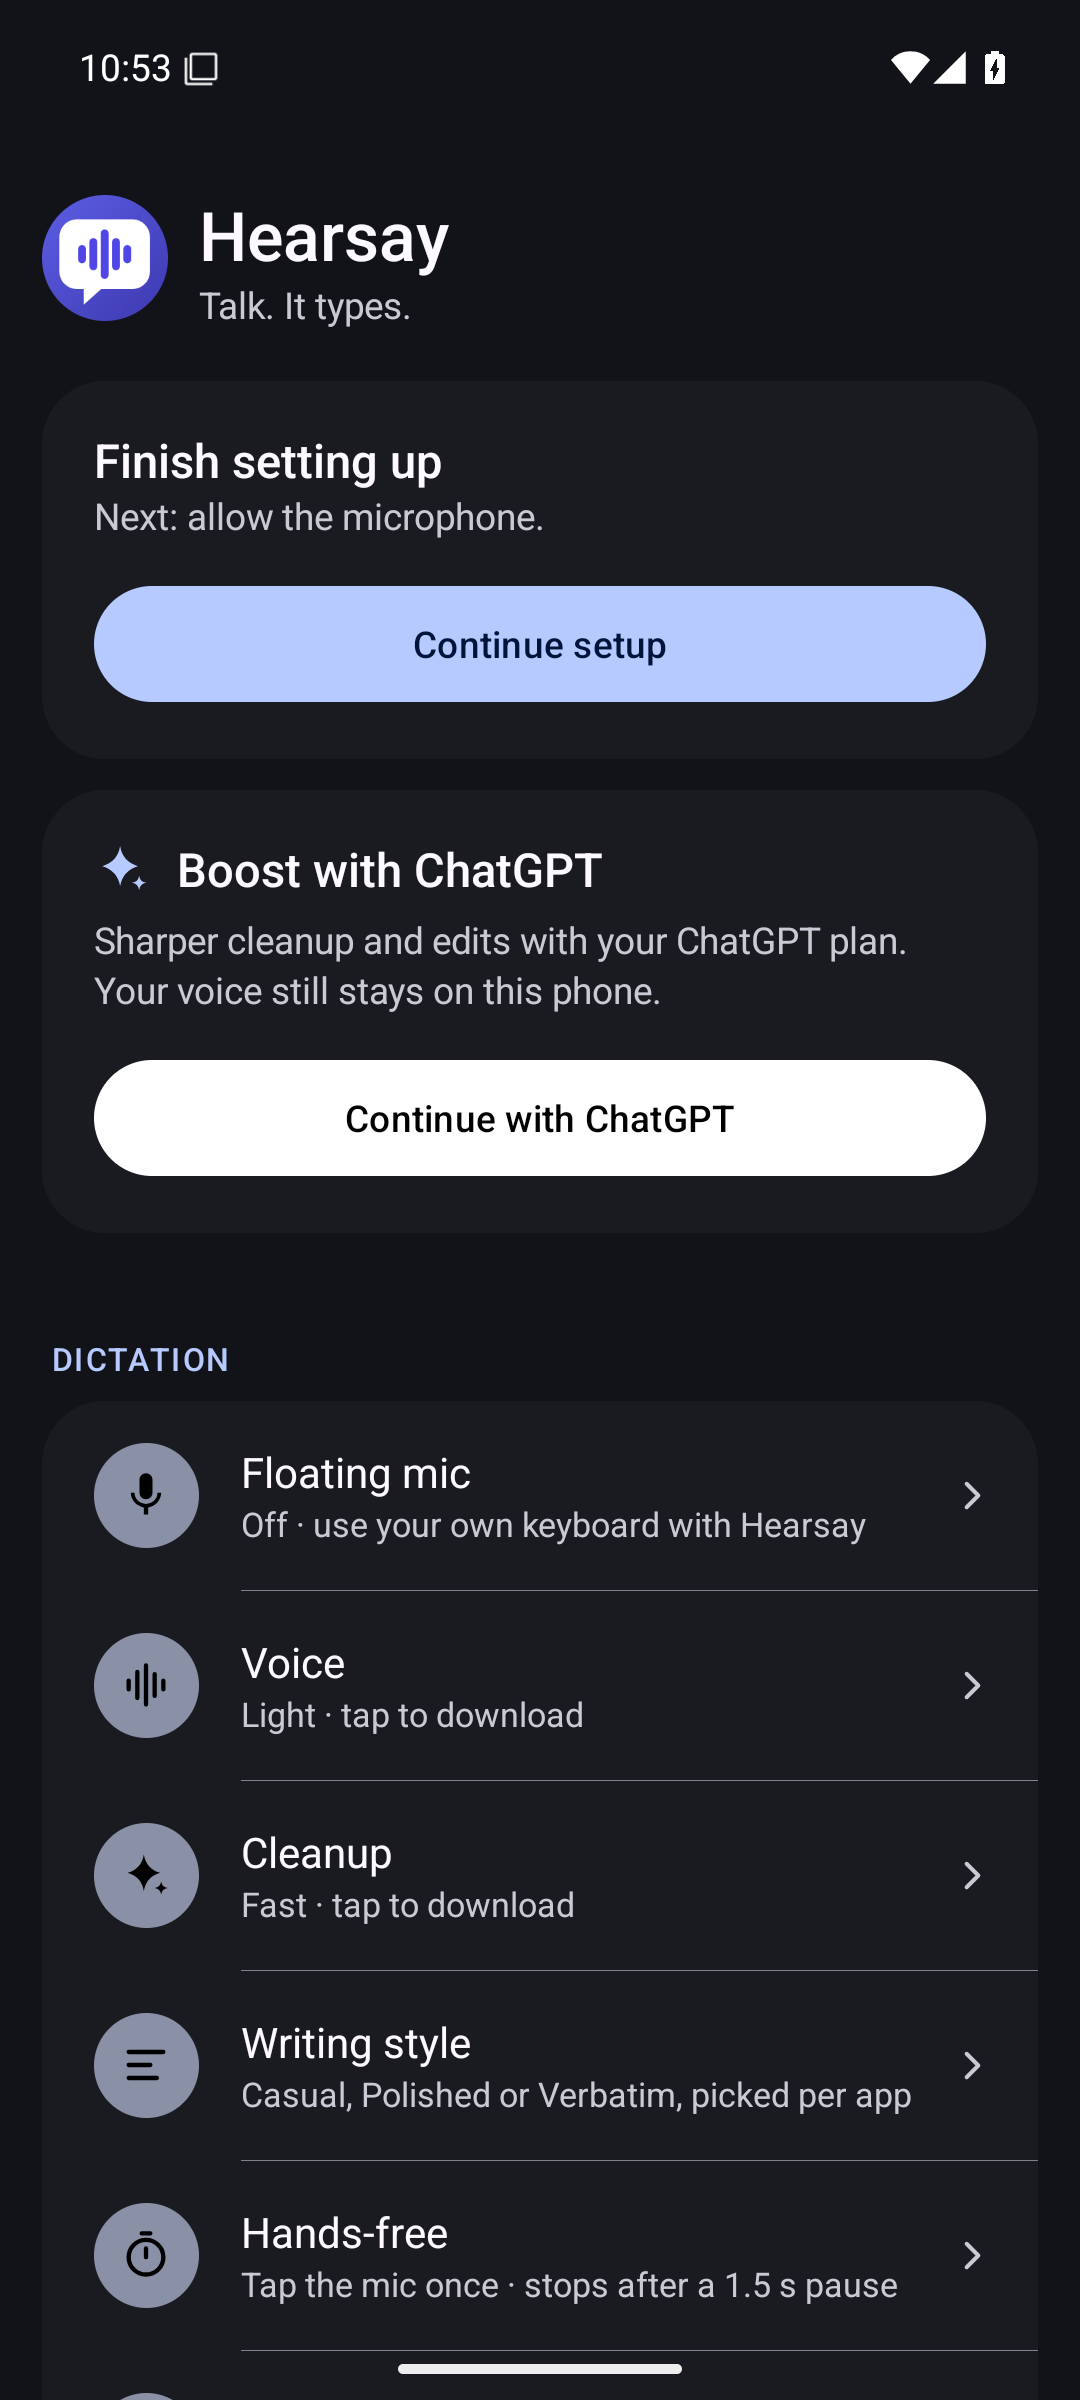 10:53
Hearsay
Talk. It types.
Finish setting up
Next: allow the microphone.
Continue setup
Boost with ChatGPT
Sharper cleanup and edits with your ChatGPT plan.
Your voice still stays on this phone.
Continue with ChatGPT
DICTATION
Floating mic
Off · use your own keyboard with Hearsay
Voice
Light · tap to download
Cleanup
Fast · tap to download
Writing style
Casual, Polished or Verbatim, picked per app
Hands-free
Tap the mic once · stops after a 1.5 s pause